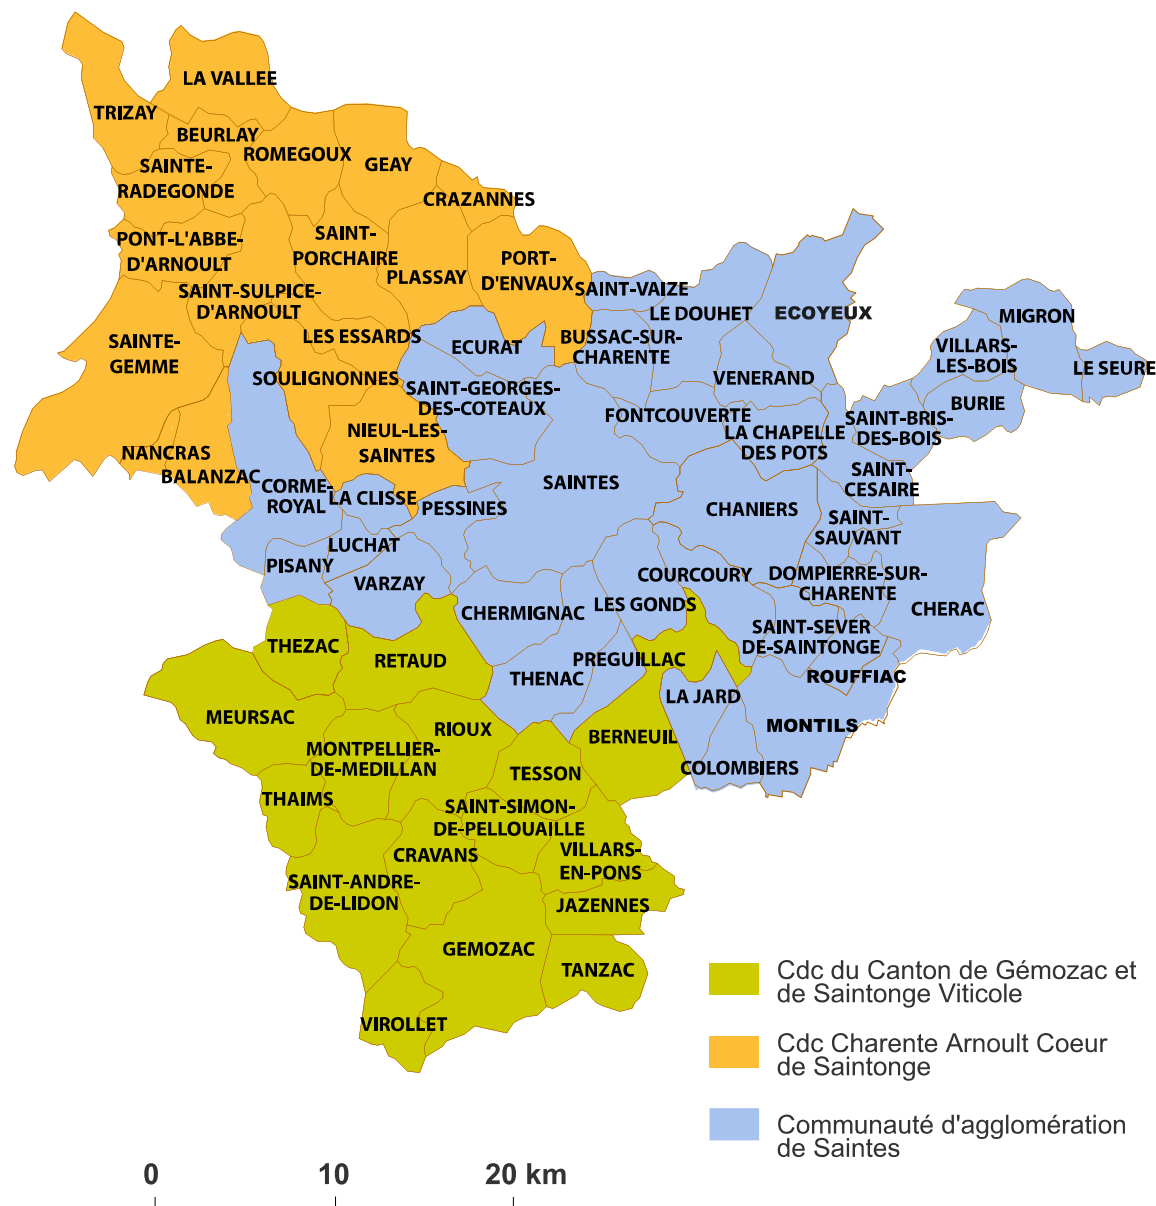 LA VALLEE
TRIZAY
BEURLAY
ROMEGOUX
GEAY
SAINTE-
RADEGONDE
CRAZANNES
PONT-L'ABBE-
D'ARNOULT
SAINT-
PORCHAIRE
PLASSAY
PORT-
D'ENVAUX
SAINT-VAIZE
SAINT-SULPICE-
D'ARNOULT
LE DOUHET
ECOYEUX
MIGRON
LES ESSARDS
ECURAT
BUSSAC-SUR-
CHARENTE
SAINTE-
GEMME
VILLARS-
LES-BOIS
LE SEURE
SOULIGNONNES
SAINT-GEORGES-
DES-COTEAUX
VENERAND
BURIE
FONTCOUVERTE
SAINT-BRIS-
DES-BOIS
NIEUL-LES-
SAINTES
LA CHAPELLE
DES POTS
NANCRAS
BALANZAC
SAINTES
SAINT-
CESAIRE
CORME-
ROYAL
LA CLISSE
PESSINES
CHANIERS
SAINT-
SAUVANT
LUCHAT
PISANY
VARZAY
COURCOURY
DOMPIERRE-SUR-
CHARENTE
CHERMIGNAC
LES GONDS
CHERAC
SAINT-SEVER
DE-SAINTONGE
THEZAC
RETAUD
PREGUILLAC
THENAC
ROUFFIAC
LA JARD
MEURSAC
MONTILS
RIOUX
BERNEUIL
MONTPELLIER-
DE-MEDILLAN
TESSON
COLOMBIERS
THAIMS
SAINT-SIMON-
DE-PELLOUAILLE
CRAVANS
VILLARS-
EN-PONS
SAINT-ANDRE-
DE-LIDON
JAZENNES
GEMOZAC
TANZAC
VIROLLET
Cdc du Canton de Gémozac et
de Saintonge Viticole
Cdc Charente Arnoult Coeur
de Saintonge
Communauté d'agglomération
de Saintes
0 10 20 km